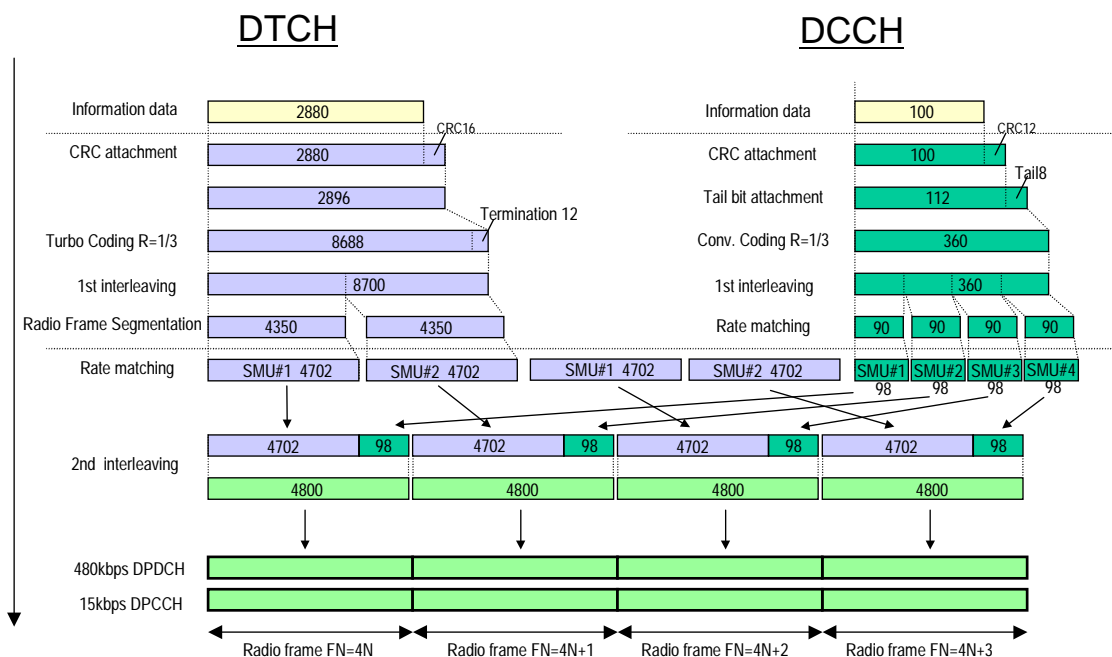 DTCH
DCCH
Information data
2880
Information data
100
CRC16
CRC12
CRC attachment
2880
CRC attachment
100
2896
Tail bit attachment
112
Tail8
Termination 12
Turbo Coding R=1/3
8688
Conv. Coding R=1/3
360
1st interleaving
8700
1st interleaving
360
Radio Frame Segmentation
4350
4350
Rate matching
90
90
90
90
Rate matching
SMU#1 4702
SMU#2 4702
SMU#1 4702
SMU#2 4702
SMU#1
98
SMU#2
98
SMU#3
98
SMU#4
98
2nd interleaving
4702
98
4702
98
4702
98
4702
98
4800
4800
4800
4800
480kbps DPDCH
15kbps DPCCH
Radio frame FN=4N
Radio frame FN=4N+1
Radio frame FN=4N+2
Radio frame FN=4N+3